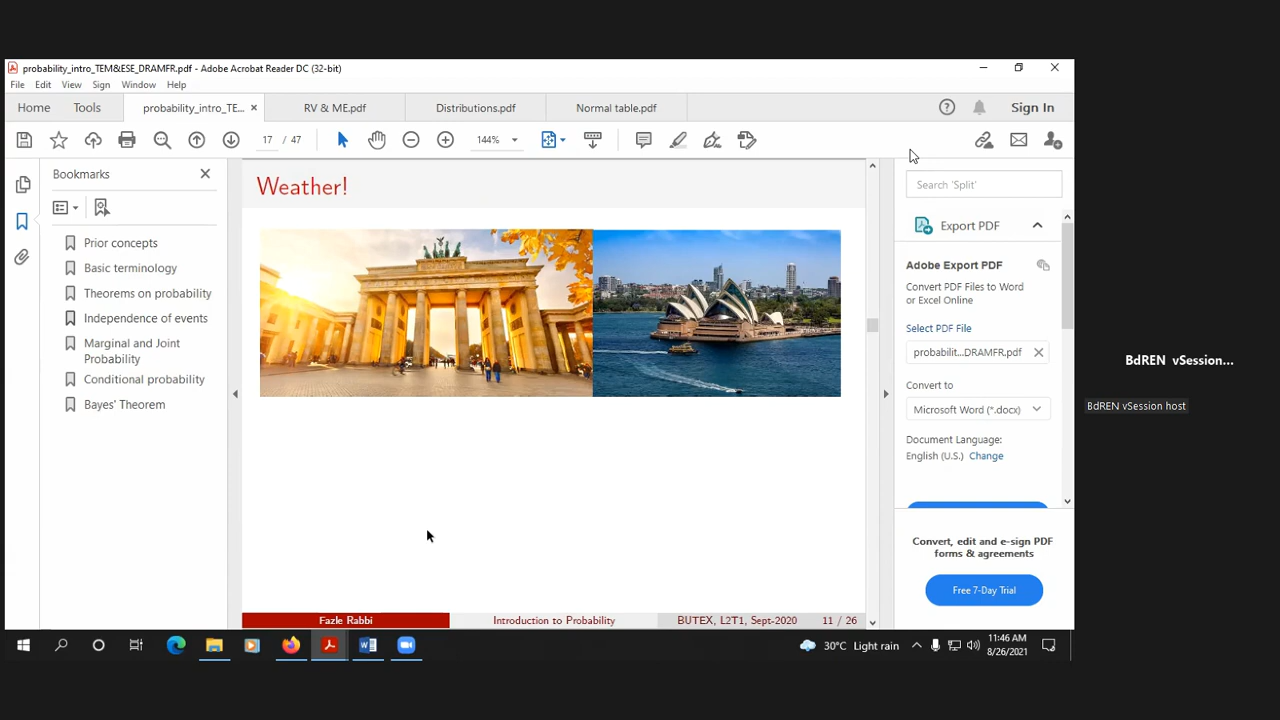 probability_intro_TEM&ESE_DRAMFR.pdf - Adobe Acrobat Reader DC (32-bit)
File Edit View Sign Window Help
Home Tools probability_intro_TE... × RV & ME.pdf Distributions.pdf Normal table.pdf Sign In
17 / 47 144%
Bookmarks
Prior concepts
Basic terminology
Theorems on probability
Independence of events
Marginal and Joint
Probability
Conditional probability
Bayes' Theorem
Weather!
Fazle Rabbi Introduction to Probability BUTEX, L2T1, Sept-2020 11 / 26
Search 'Split'
Export PDF
Adobe Export PDF
Convert PDF Files to Word
or Excel Online
Select PDF File
probabilit...DRAMFR.pdf
Convert to
Microsoft Word (*.docx)
Document Language:
English (U.S.) Change
Convert, edit and e-sign PDF
forms & agreements
Free 7-Day Trial
BdREN vSession...
BdREN vSession host
30°C Light rain
11:46 AM
8/26/2021